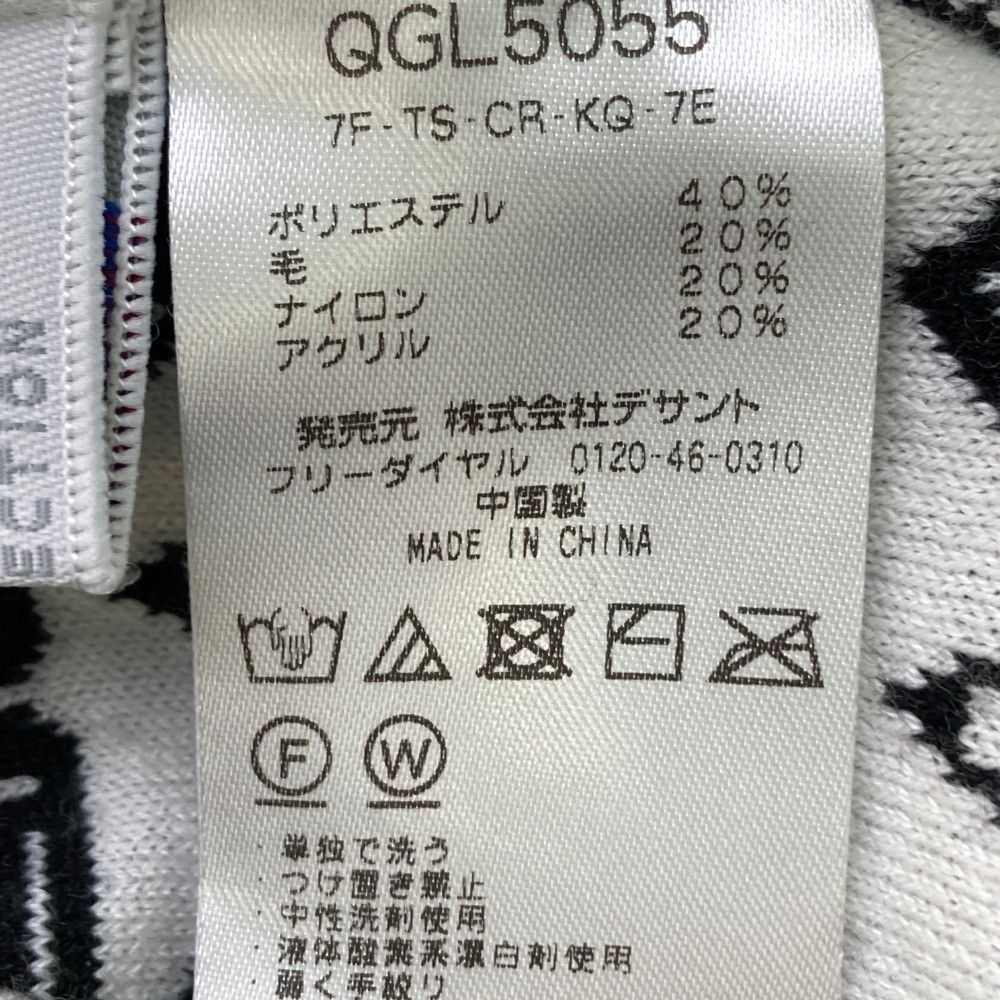 QGL5055
7F-TS-CR-KQ-7E
ポリエステル 40%
毛 20%
ナイロン 20%
アクリル 20%
発売元 株式会社デサント
フリーダイヤル 0120-46-0310
中国製
MADE IN CHINA
F W
・単独で洗う
・つけ置き禁止
・中性洗剤使用
・液体酸素系漂白剤使用
・弱く手絞り
ECTION